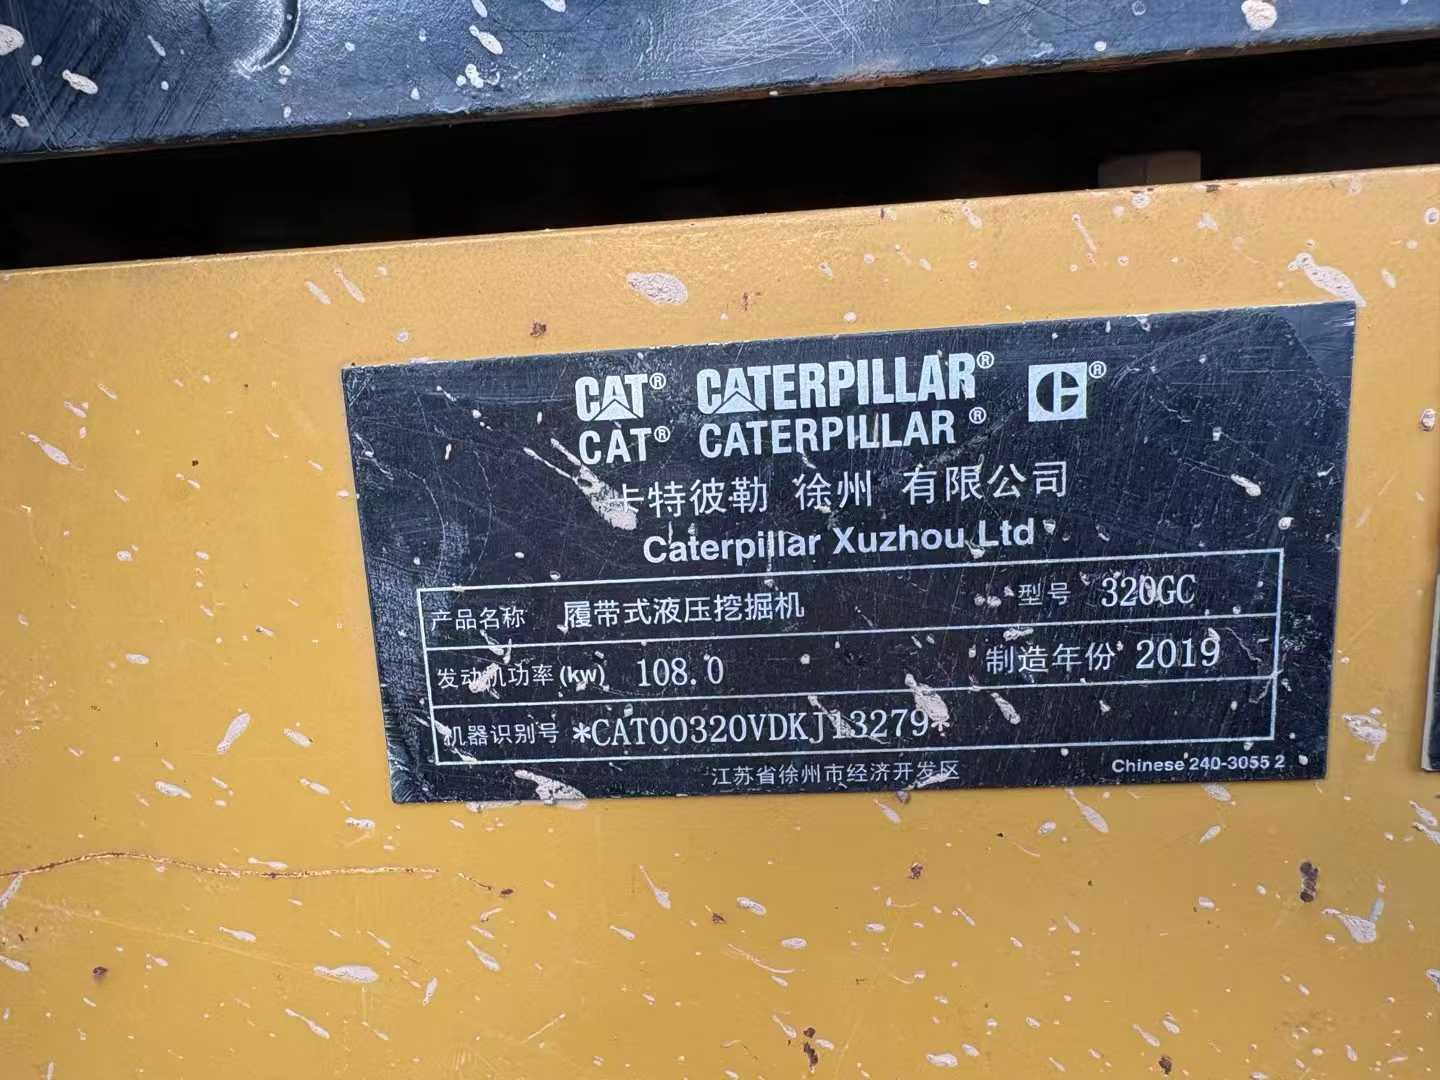 CAT® CATERPILLAR® C®
CAT® CATERPILLAR®
卡特彼勒 徐州 有限公司
Caterpillar Xuzhou Ltd
产品名称 履带式液压挖掘机 型号 320GC
发动机功率(kw) 108.0 制造年份 2019
机器识别号 *CAT00320VDKJ13279*
江苏省徐州市经济开发区 Chinese 240-3055 2